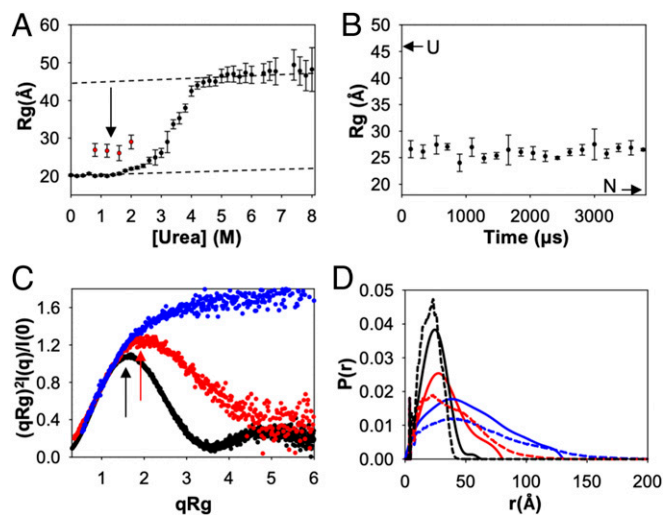 A
Rg(Å)
60
50
40
30
20
10
0 1 2 3 4 5 6 7 8
[Urea] (M)
B
Rg (Å)
50
45
40
35
30
25
20
U
N
0 1000 2000 3000
Time (µs)
C
(qRg)²I(q)/I(0)
1.6
1.2
0.8
0.4
0.0
1 2 3 4 5 6
qRg
D
P(r)
0.05
0.04
0.03
0.02
0.01
0.00
0 50 100 150 200
r(Å)